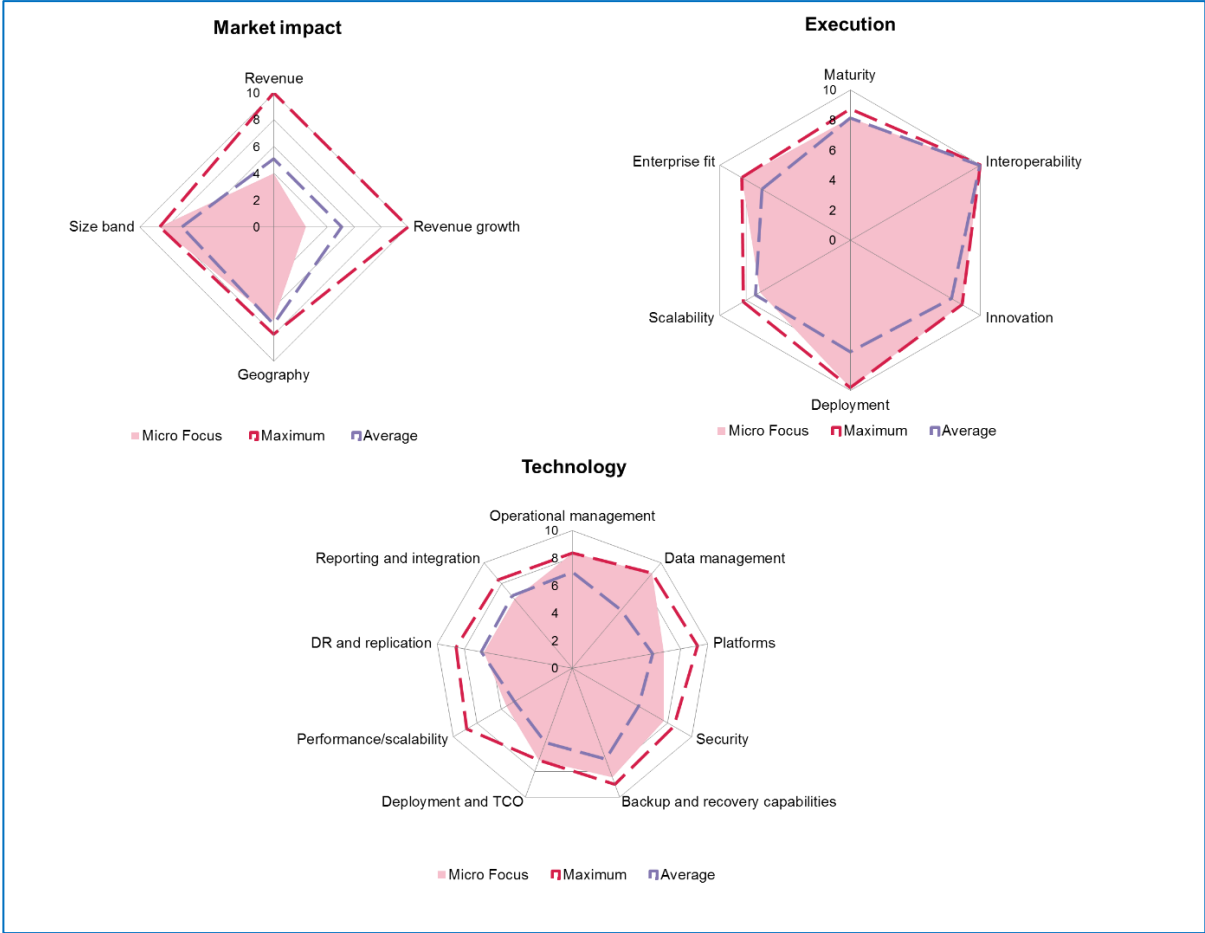 Market impact
Revenue
10
8
6
4
2
0
Size band
Revenue growth
Geography
Micro Focus Maximum Average
Execution
Maturity
10
8
6
4
2
0
Enterprise fit
Interoperability
Scalability
Innovation
Deployment
Micro Focus Maximum Average
Technology
Operational management
10
8
6
4
2
0
Reporting and integration
Data management
DR and replication
Platforms
Performance/scalability
Security
Deployment and TCO
Backup and recovery capabilities
Micro Focus Maximum Average